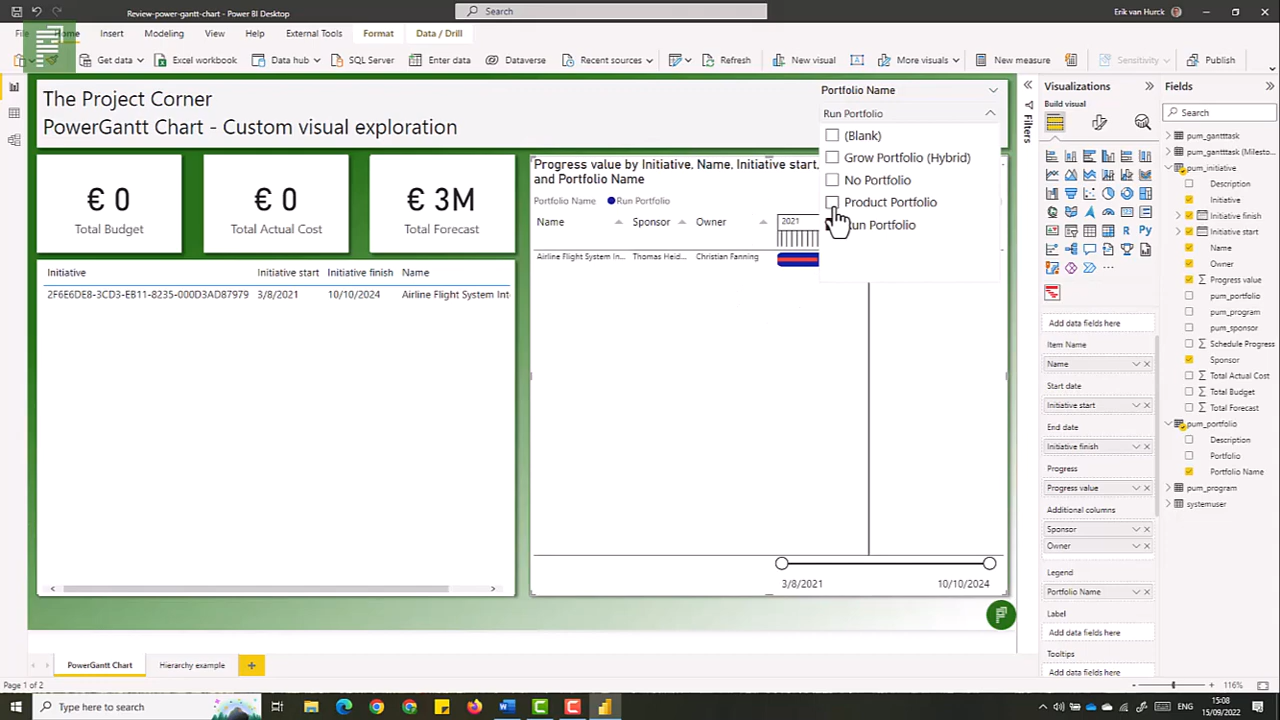 Review-power-gantt-chart - Power BI Desktop
Search
Erik van Hurck
File Home Insert Modeling View Help External Tools Format Data / Drill
Get data Excel workbook Data hub SQL Server Enter data Dataverse Recent sources Refresh New visual More visuals New measure Sensitivity Publish
The Project Corner
PowerGantt Chart - Custom visual exploration
Portfolio Name
Run Portfolio
(Blank)
Grow Portfolio (Hybrid)
No Portfolio
Product Portfolio
Run Portfolio
€ 0
Total Budget
€ 0
Total Actual Cost
€ 3M
Total Forecast
Initiative Initiative start Initiative finish Name
2F6E6DE8-3CD3-EB11-8235-000D3AD87979 3/8/2021 10/10/2024 Airline Flight System Int
Progress value by Initiative, Name, Initiative start,
and Portfolio Name
Portfolio Name Run Portfolio
Name Sponsor Owner 2021
Airline Flight System In... Thomas Heid... Christian Fanning
3/8/2021 10/10/2024
Filters
Visualizations
Build visual
Add data fields here
Item Name
Name
Start date
Initiative start
End date
Initiative finish
Progress
Progress value
Additional columns
Sponsor
Owner
Legend
Portfolio Name
Label
Add data fields here
Tooltips
Add data fields here
Fields
Search
pum_gantttask
pum_gantttask (Milesto...
pum_initiative
Description
Initiative
Initiative finish
Initiative start
Name
Owner
Progress value
pum_portfolio
pum_program
pum_sponsor
Schedule Progress
Sponsor
Total Actual Cost
Total Budget
Total Forecast
pum_portfolio
Description
Portfolio
Portfolio Name
pum_program
systemuser
PowerGantt Chart Hierarchy example
Page 1 of 2
116%
Type here to search
15:08
15/09/2022